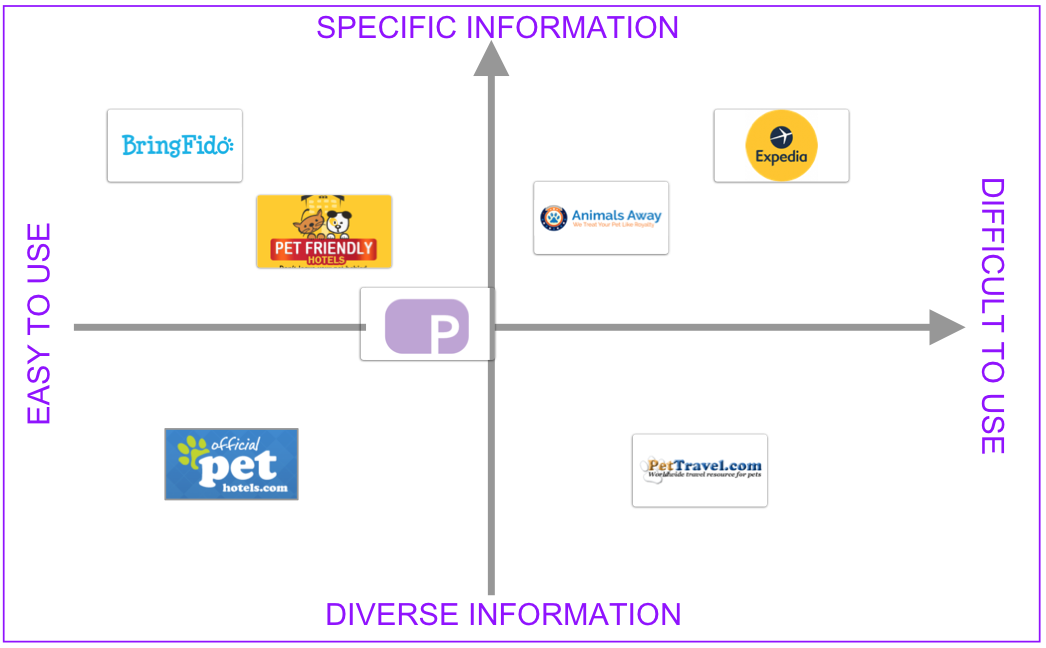 SPECIFIC INFORMATION
BringFido
Expedia
Animals Away
We Treat Your Pet Like Royalty
PET FRIENDLY
HOTELS
EASY TO USE
DIFFICULT TO USE
P
official
pet
hotels.com
PetTravel.com
Worldwide travel resource for pets
DIVERSE INFORMATION